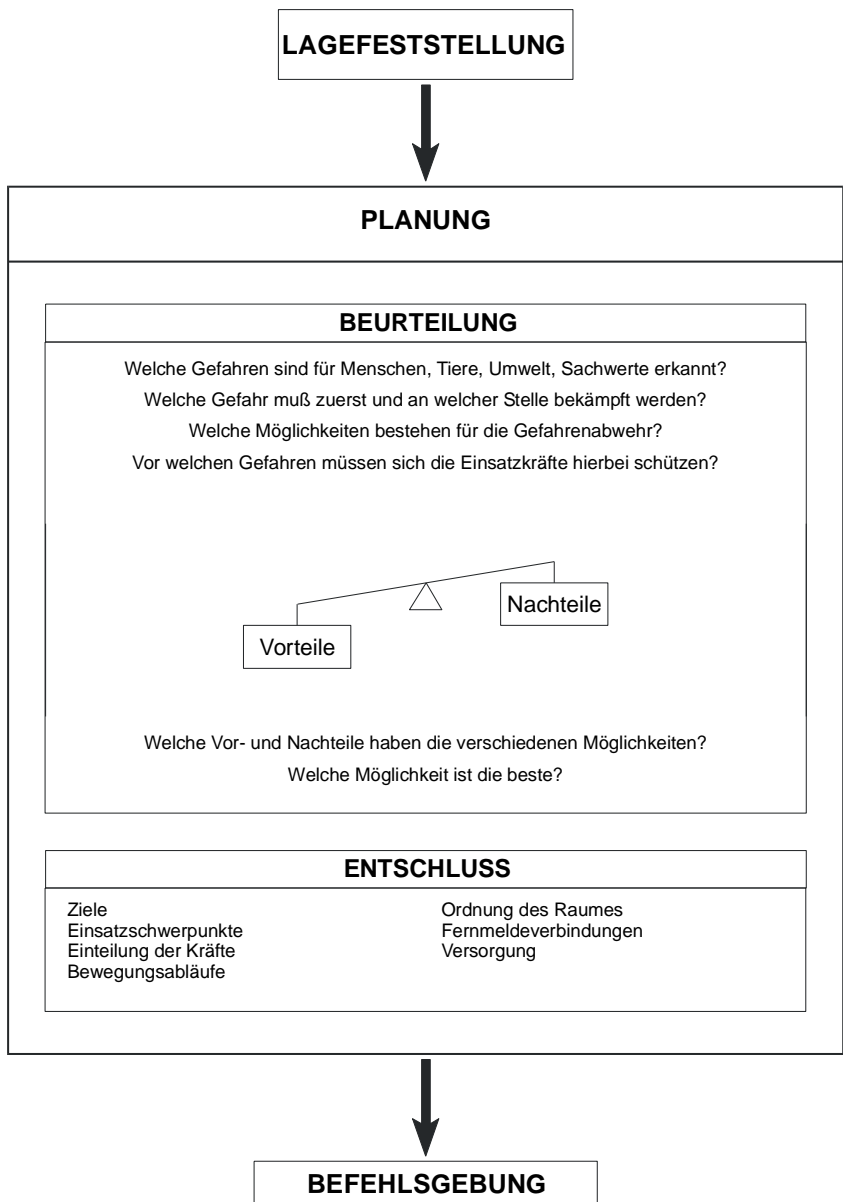 LAGEFESTSTELLUNG
PLANUNG
BEURTEILUNG
Welche Gefahren sind für Menschen, Tiere, Umwelt, Sachwerte erkannt?
Welche Gefahr muß zuerst und an welcher Stelle bekämpft werden?
Welche Möglichkeiten bestehen für die Gefahrenabwehr?
Vor welchen Gefahren müssen sich die Einsatzkräfte hierbei schützen?
Nachteile
Vorteile
Welche Vor- und Nachteile haben die verschiedenen Möglichkeiten?
Welche Möglichkeit ist die beste?
ENTSCHLUSS
Ziele
Einsatzschwerpunkte
Einteilung der Kräfte
Bewegungsabläufe
Ordnung des Raumes
Fernmeldeverbindungen
Versorgung
BEFEHLSGEBUNG